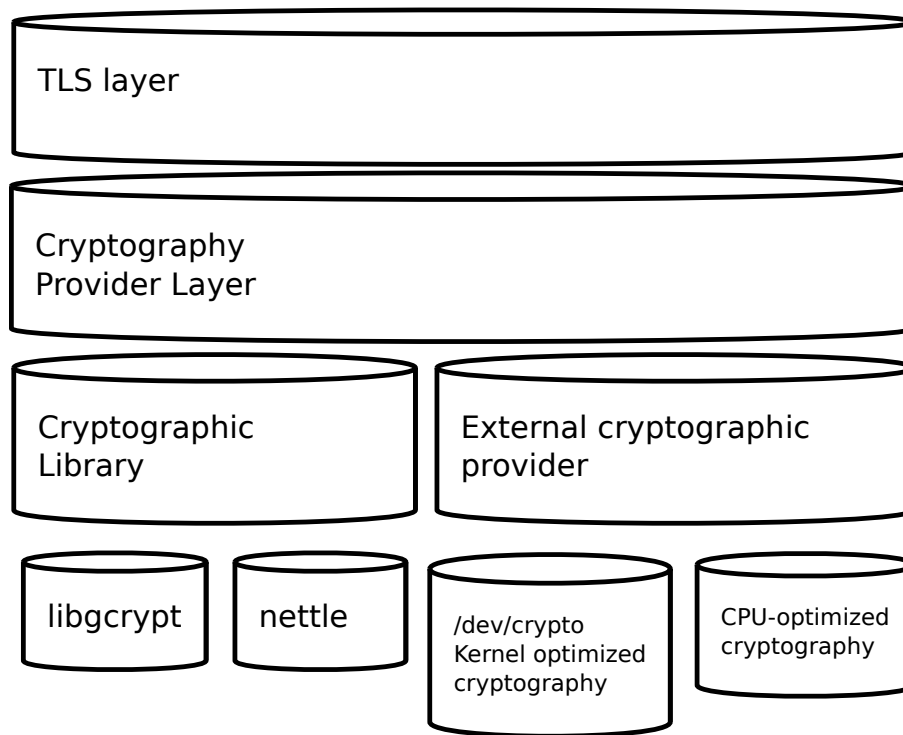 TLS layer
Cryptography
Provider Layer
Cryptographic
Library
External cryptographic
provider
libgcrypt
nettle
/dev/crypto
Kernel optimized
cryptography
CPU-optimized
cryptography